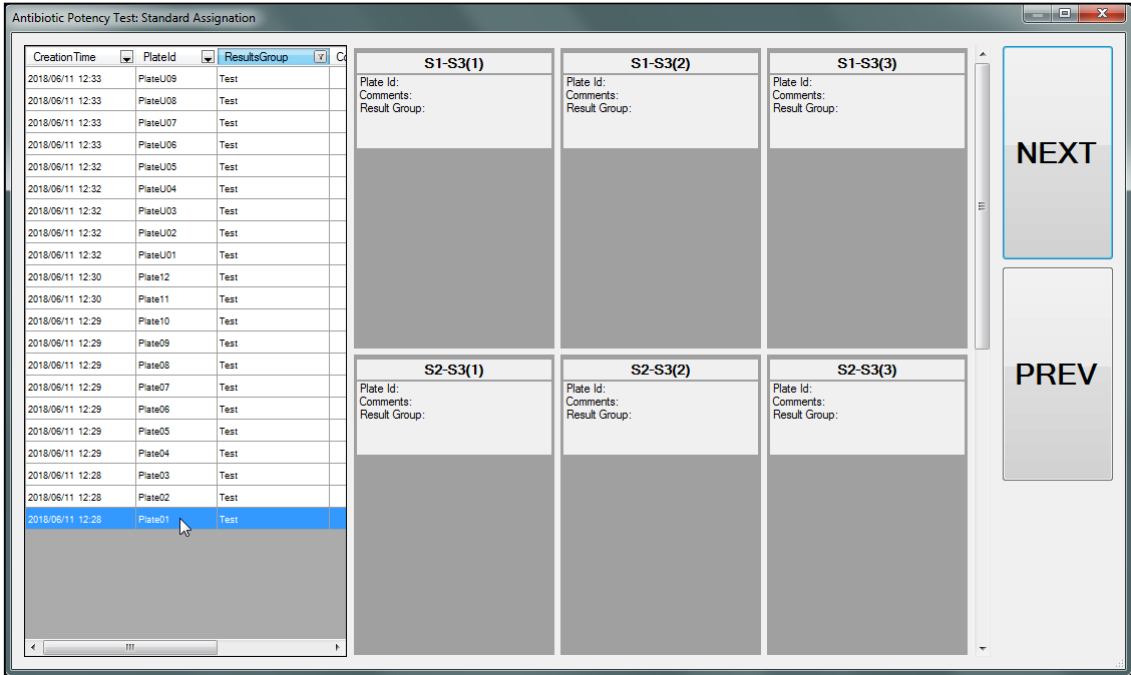 Antibiotic Potency Test: Standard Assignation
CreationTime PlateId ResultsGroup Co
2018/06/11 12:33 PlateU09 Test
2018/06/11 12:33 PlateU08 Test
2018/06/11 12:33 PlateU07 Test
2018/06/11 12:33 PlateU06 Test
2018/06/11 12:32 PlateU05 Test
2018/06/11 12:32 PlateU04 Test
2018/06/11 12:32 PlateU03 Test
2018/06/11 12:32 PlateU02 Test
2018/06/11 12:32 PlateU01 Test
2018/06/11 12:30 Plate12 Test
2018/06/11 12:30 Plate11 Test
2018/06/11 12:29 Plate10 Test
2018/06/11 12:29 Plate09 Test
2018/06/11 12:29 Plate08 Test
2018/06/11 12:29 Plate07 Test
2018/06/11 12:29 Plate06 Test
2018/06/11 12:29 Plate05 Test
2018/06/11 12:29 Plate04 Test
2018/06/11 12:28 Plate03 Test
2018/06/11 12:28 Plate02 Test
2018/06/11 12:28 Plate01 Test
S1-S3(1)
Plate Id:
Comments:
Result Group:
S1-S3(2)
Plate Id:
Comments:
Result Group:
S1-S3(3)
Plate Id:
Comments:
Result Group:
S2-S3(1)
Plate Id:
Comments:
Result Group:
S2-S3(2)
Plate Id:
Comments:
Result Group:
S2-S3(3)
Plate Id:
Comments:
Result Group:
NEXT
PREV